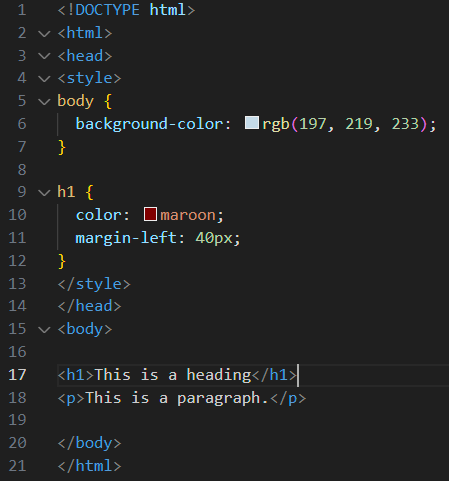 1 <!DOCTYPE html>
2 <html>
3 <head>
4 <style>
5 body {
6   background-color: rgb(197, 219, 233);
7 }
8
9 h1 {
10   color: maroon;
11   margin-left: 40px;
12 }
13 </style>
14 </head>
15 <body>
16
17 <h1>This is a heading</h1>
18 <p>This is a paragraph.</p>
19
20 </body>
21 </html>